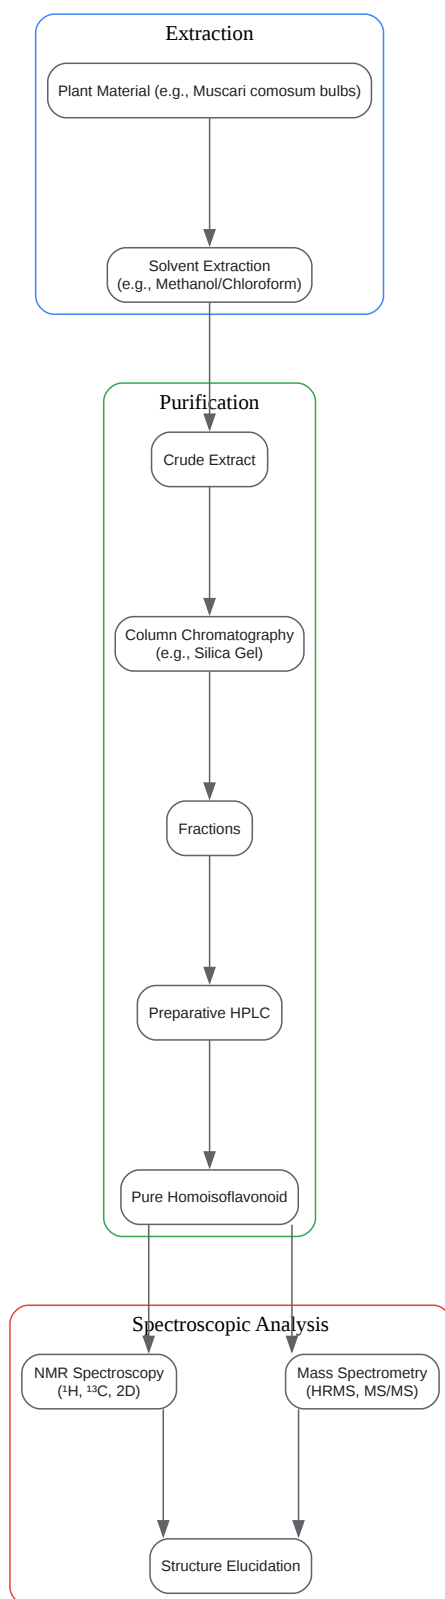 Extraction
Plant Material (e.g., Muscari comosum bulbs)
Solvent Extraction
(e.g., Methanol/Chloroform)
Purification
Crude Extract
Column Chromatography
(e.g., Silica Gel)
Fractions
Preparative HPLC
Pure Homoisoflavonoid
Spectroscopic Analysis
NMR Spectroscopy
(¹H, ¹³C, 2D)
Mass Spectrometry
(HRMS, MS/MS)
Structure Elucidation